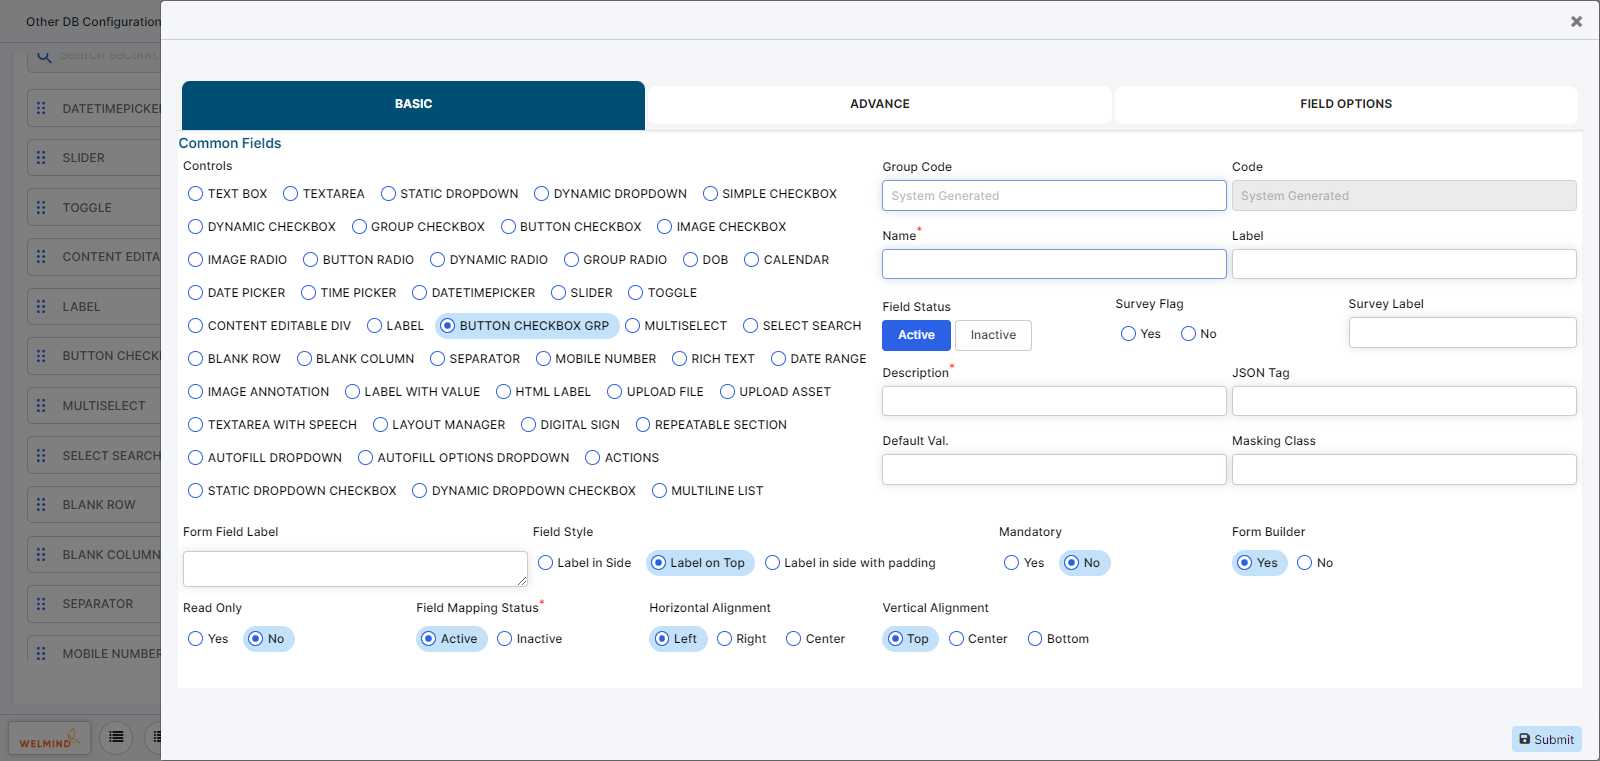 Other DB Configuration
×
BASIC
ADVANCE
FIELD OPTIONS
DATETIMEPICKE
SLIDER
TOGGLE
CONTENT EDITA
LABEL
BUTTON CHECK
MULTISELECT
SELECT SEARCH
BLANK ROW
BLANK COLUMN
SEPARATOR
MOBILE NUMBER
WELMIND
Common Fields
Controls
TEXT BOX TEXTAREA STATIC DROPDOWN DYNAMIC DROPDOWN SIMPLE CHECKBOX
DYNAMIC CHECKBOX GROUP CHECKBOX BUTTON CHECKBOX IMAGE CHECKBOX
IMAGE RADIO BUTTON RADIO DYNAMIC RADIO GROUP RADIO DOB CALENDAR
DATE PICKER TIME PICKER DATETIMEPICKER SLIDER TOGGLE
CONTENT EDITABLE DIV LABEL BUTTON CHECKBOX GRP MULTISELECT SELECT SEARCH
BLANK ROW BLANK COLUMN SEPARATOR MOBILE NUMBER RICH TEXT DATE RANGE
IMAGE ANNOTATION LABEL WITH VALUE HTML LABEL UPLOAD FILE UPLOAD ASSET
TEXTAREA WITH SPEECH LAYOUT MANAGER DIGITAL SIGN REPEATABLE SECTION
AUTOFILL DROPDOWN AUTOFILL OPTIONS DROPDOWN ACTIONS
STATIC DROPDOWN CHECKBOX DYNAMIC DROPDOWN CHECKBOX MULTILINE LIST
Group Code Code
System Generated System Generated
Name* Label
Field Status Survey Flag Survey Label
Active Inactive Yes No
Description* JSON Tag
Default Val. Masking Class
Form Field Label Field Style Mandatory Form Builder
Label in Side Label on Top Label in side with padding Yes No Yes No
Read Only Field Mapping Status* Horizontal Alignment Vertical Alignment
Yes No Active Inactive Left Right Center Top Center Bottom
Submit